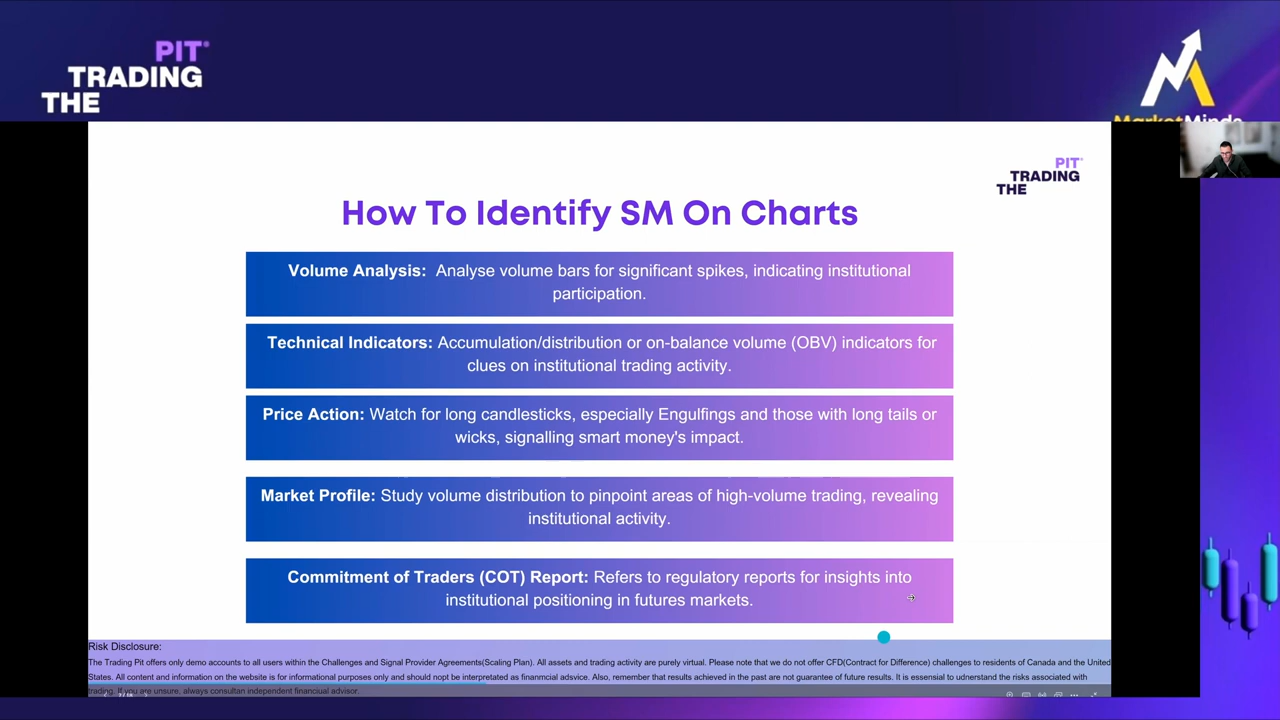 PIT®
TRADING
THE
MarketMinds
PIT®
TRADING
THE
How To Identify SM On Charts
Volume Analysis: Analyse volume bars for significant spikes, indicating institutional
participation.
Technical Indicators: Accumulation/distribution or on-balance volume (OBV) indicators for
clues on institutional trading activity.
Price Action: Watch for long candlesticks, especially Engulfings and those with long tails or
wicks, signalling smart money's impact.
Market Profile: Study volume distribution to pinpoint areas of high-volume trading, revealing
institutional activity.
Commitment of Traders (COT) Report: Refers to regulatory reports for insights into
institutional positioning in futures markets.
Risk Disclosure:
The Trading Pit offers only demo accounts to all users within the Challenges and Signal Provider Agreements(Scaling Plan). All assets and trading activity are purely virtual. Please note that we do not offer CFD(Contract for Difference) challenges to residents of Canada and the United
States. All content and information on the website is for informational purposes only and should nopt be interpretated as finanmcial adsvice. Also, remember that results achieved in the past are not guarantee of future results. It is essensial to udnerstand the risks associated with
trading. If you are unsure, always consultan independent financuial advisor.